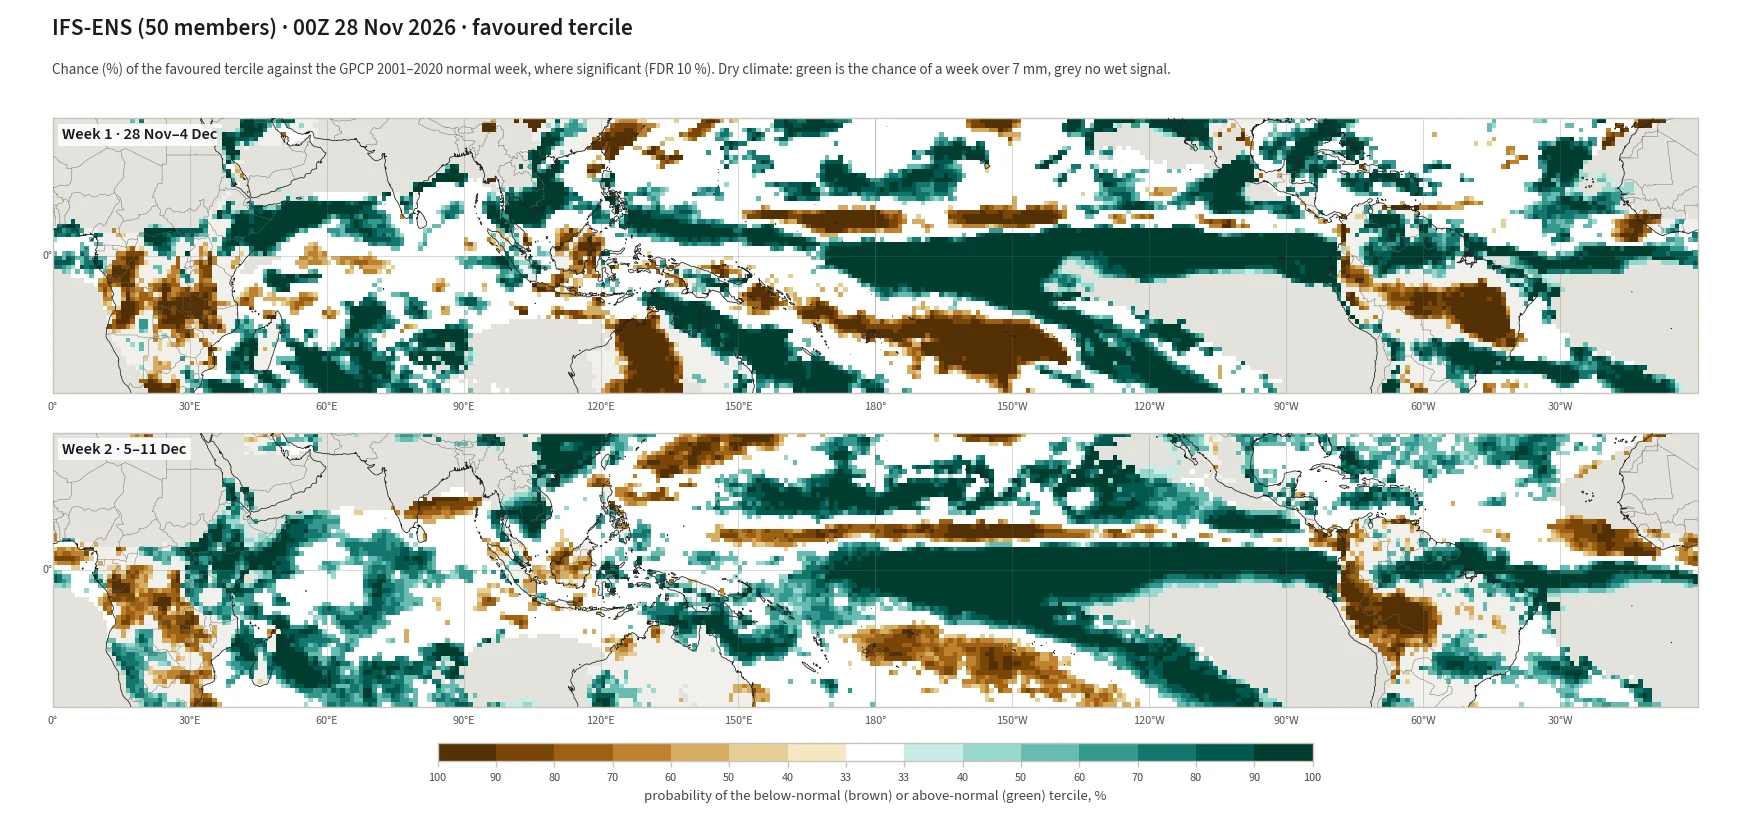 IFS-ENS (50 members) · 00Z 28 Nov 2026 · favoured tercile
Chance (%) of the favoured tercile against the GPCP 2001–2020 normal week, where significant (FDR 10 %). Dry climate: green is the chance of a week over 7 mm, grey no wet signal.
Week 1 · 28 Nov–4 Dec
0°
0° 30°E 60°E 90°E 120°E 150°E 180° 150°W 120°W 90°W 60°W 30°W
Week 2 · 5–11 Dec
0°
0° 30°E 60°E 90°E 120°E 150°E 180° 150°W 120°W 90°W 60°W 30°W
100 90 80 70 60 50 40 33 33 40 50 60 70 80 90 100
probability of the below-normal (brown) or above-normal (green) tercile, %